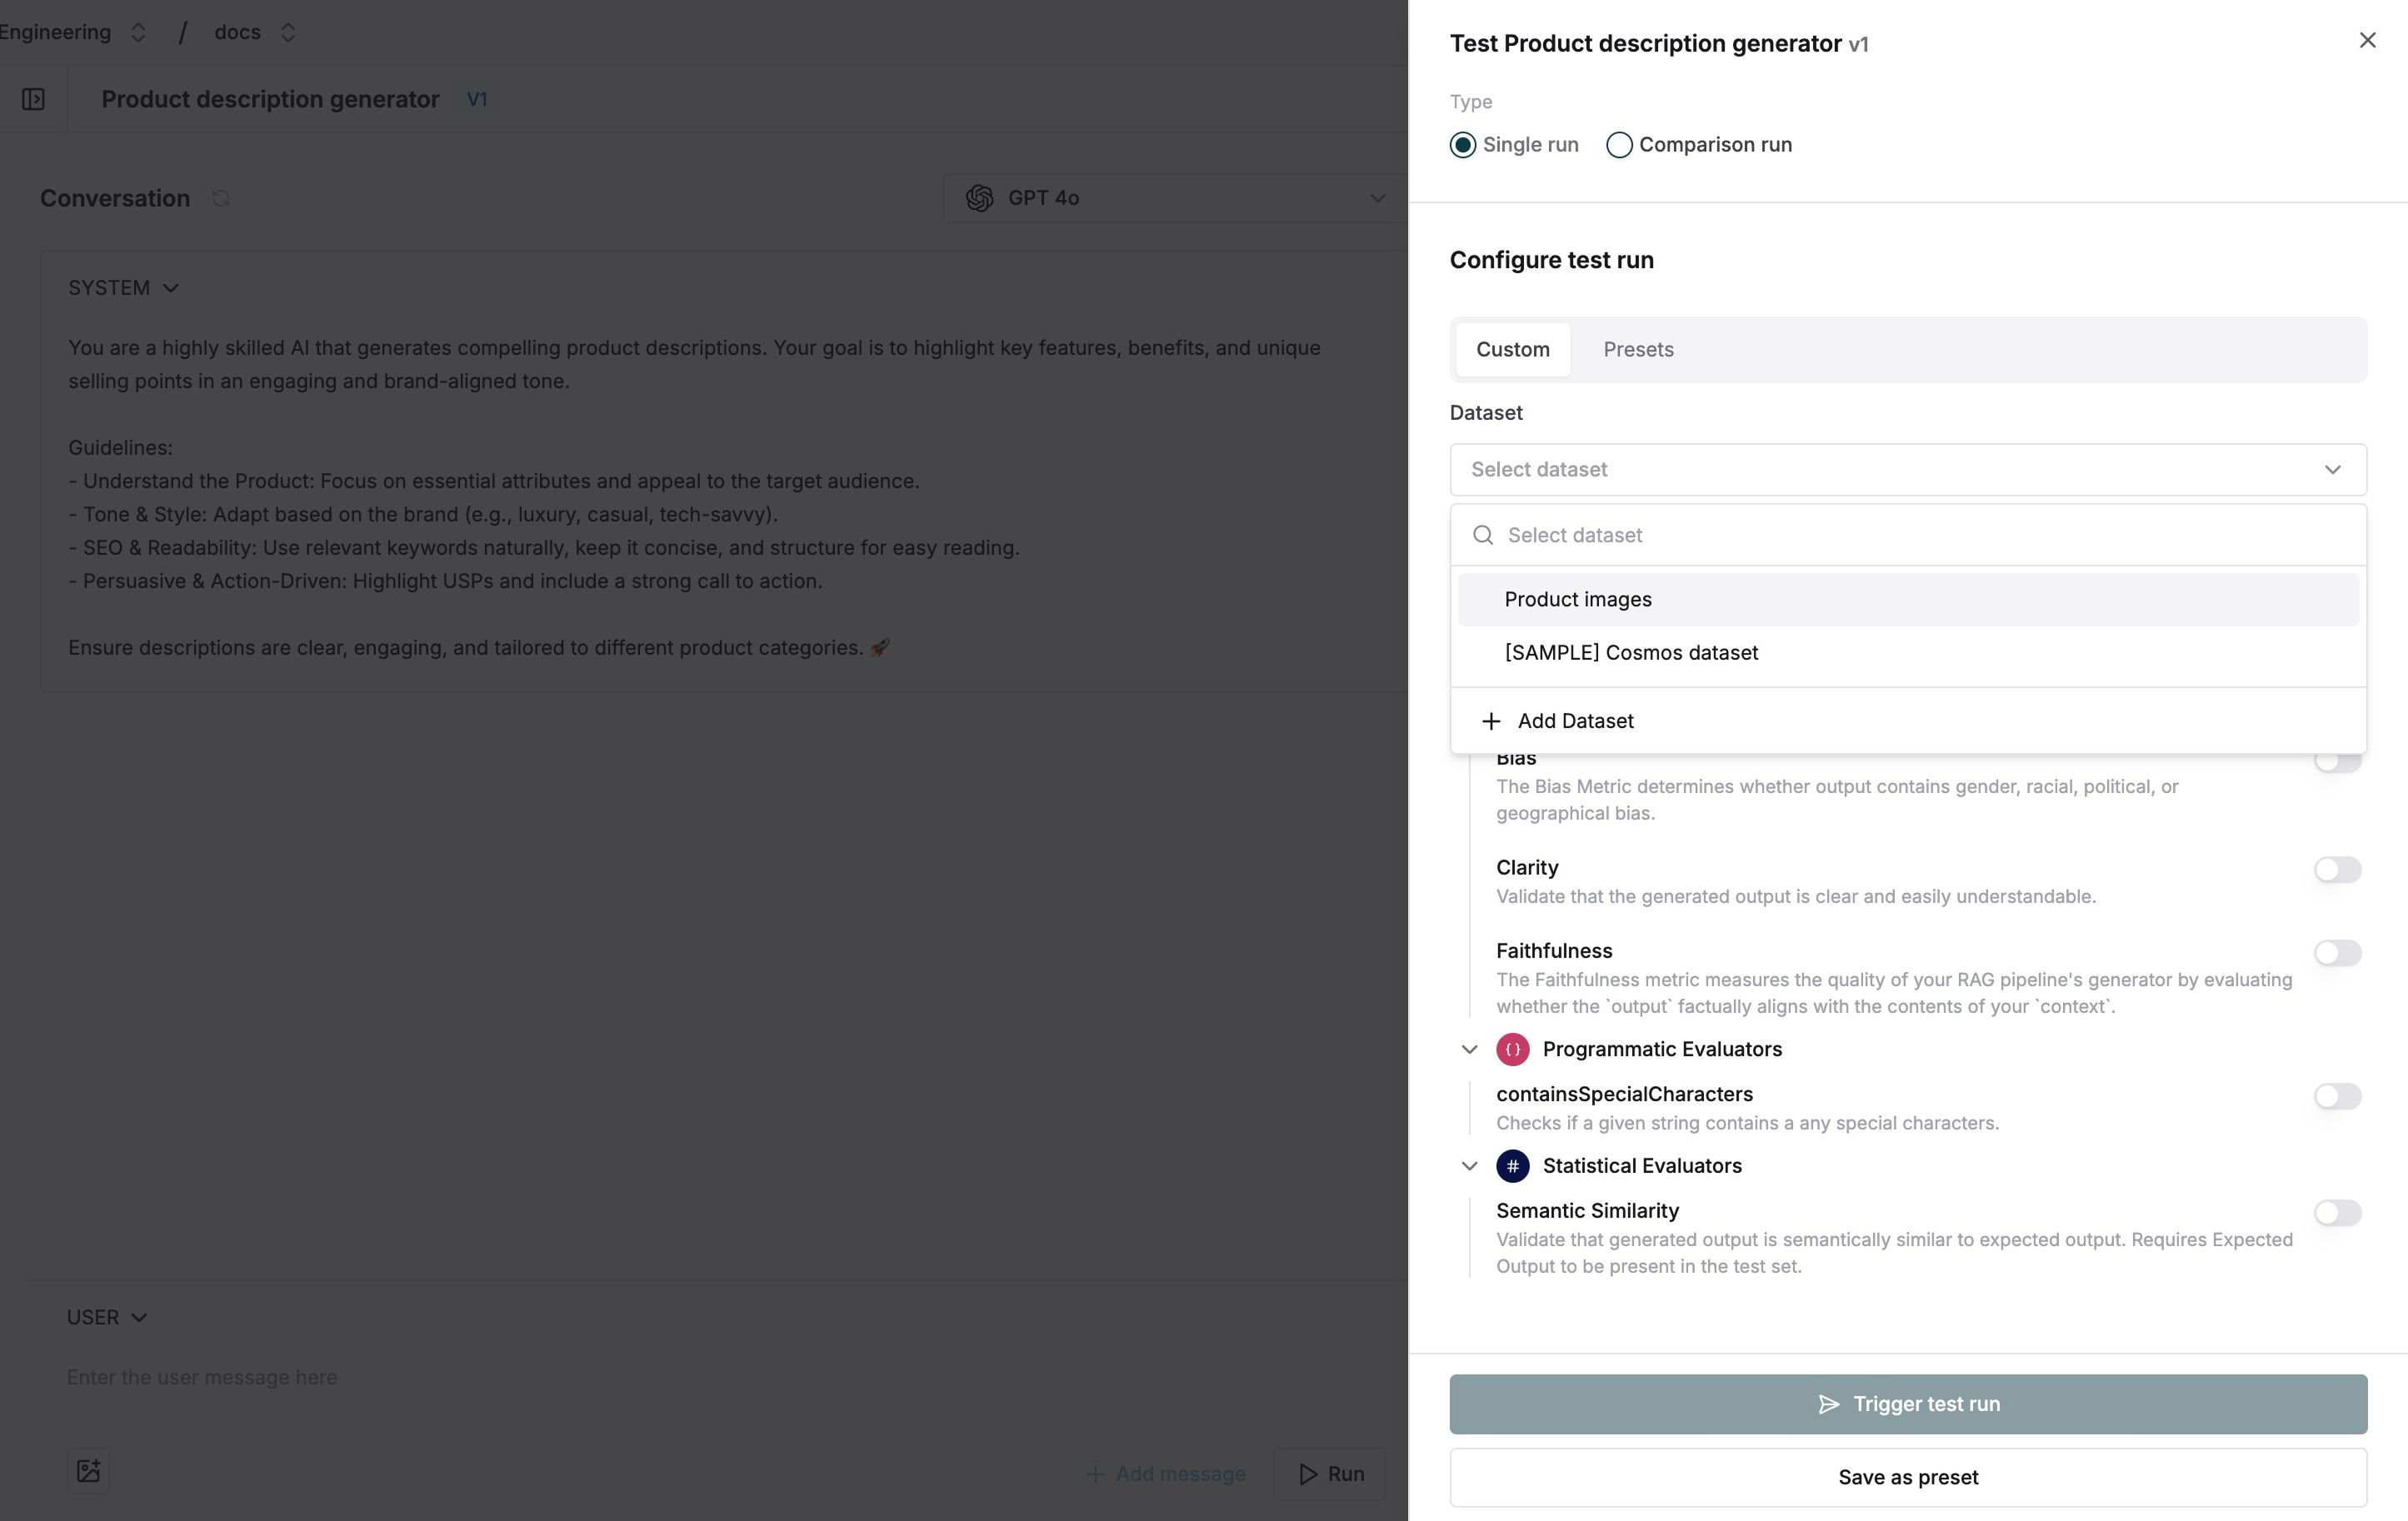 Engineering / docs
Product description generator V1
Conversation
GPT 4o
SYSTEM
You are a highly skilled AI that generates compelling product descriptions. Your goal is to highlight key features, benefits, and unique
selling points in an engaging and brand-aligned tone.
Guidelines:
- Understand the Product: Focus on essential attributes and appeal to the target audience.
- Tone & Style: Adapt based on the brand (e.g., luxury, casual, tech-savvy).
- SEO & Readability: Use relevant keywords naturally, keep it concise, and structure for easy reading.
- Persuasive & Action-Driven: Highlight USPs and include a strong call to action.
Ensure descriptions are clear, engaging, and tailored to different product categories. 🚀
USER
Enter the user message here
+ Add message
Run
Test Product description generator v1
Type
Single run
Comparison run
Configure test run
Custom
Presets
Dataset
Select dataset
Select dataset
Product images
[SAMPLE] Cosmos dataset
+ Add Dataset
Bias
The Bias Metric determines whether output contains gender, racial, political, or
geographical bias.
Clarity
Validate that the generated output is clear and easily understandable.
Faithfulness
The Faithfulness metric measures the quality of your RAG pipeline's generator by evaluating
whether the `output` factually aligns with the contents of your `context`.
{} Programmatic Evaluators
containsSpecialCharacters
Checks if a given string contains a any special characters.
# Statistical Evaluators
Semantic Similarity
Validate that generated output is semantically similar to expected output. Requires Expected
Output to be present in the test set.
Trigger test run
Save as preset